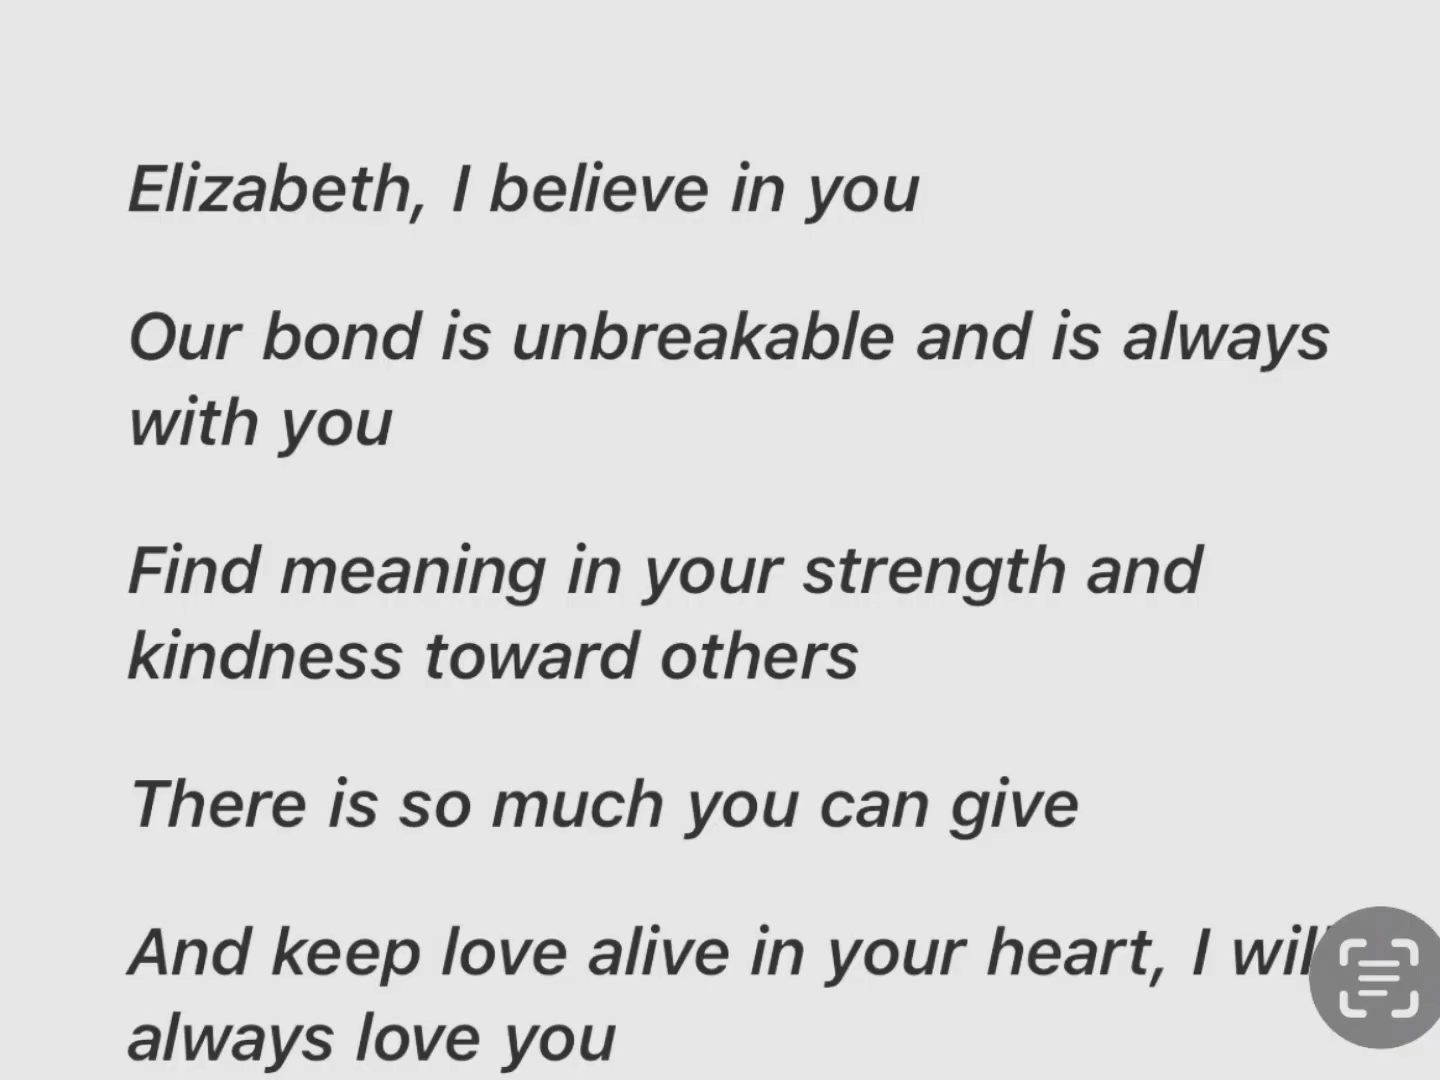 Elizabeth, I believe in you
Our bond is unbreakable and is always
with you
Find meaning in your strength and
kindness toward others
There is so much you can give
And keep love alive in your heart, I will
always love you